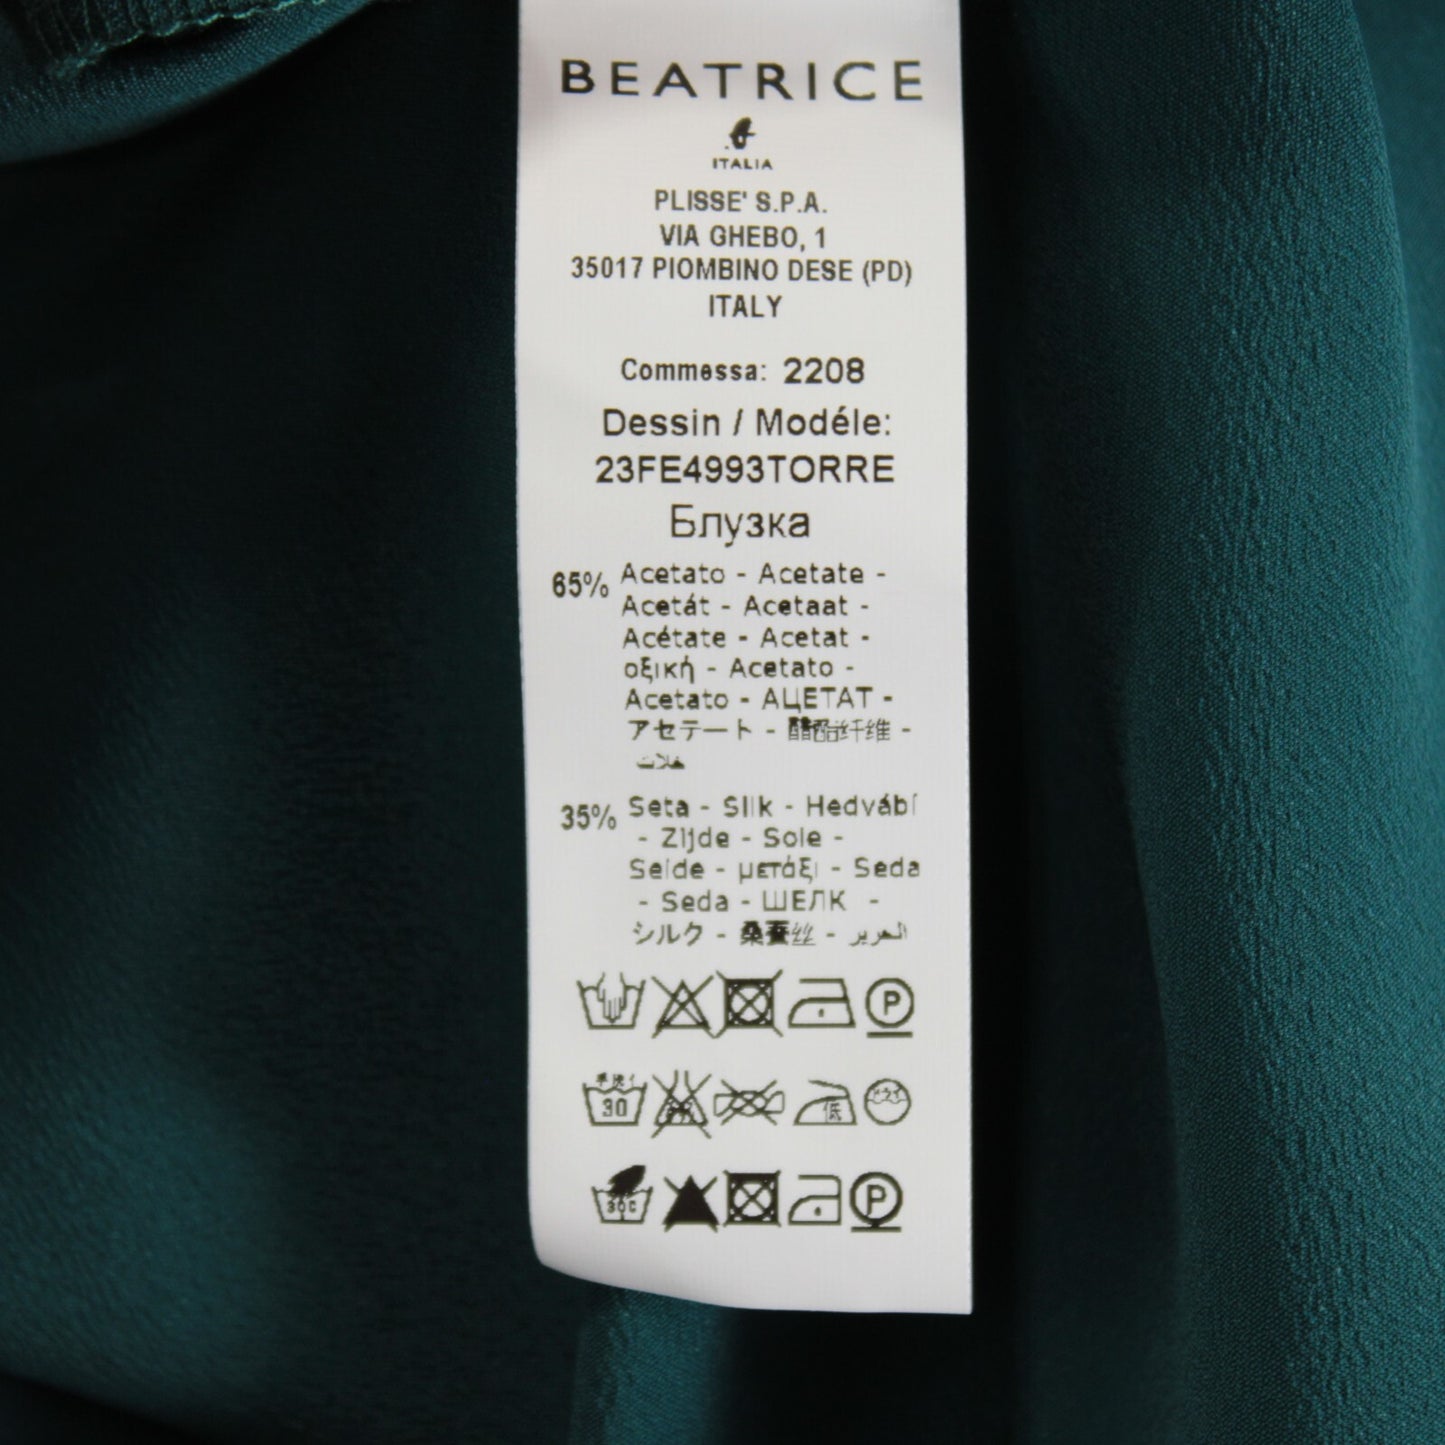 BEATRICE
.b
ITALIA
PLISSE' S.P.A.
VIA GHEBO, 1
35017 PIOMBINO DESE (PD)
ITALY
Commessa: 2208
Dessin / Modéle:
23FE4993TORRE
Блузка
65% Acetato - Acetate -
Acetát - Acetaat -
Acétate - Acetat -
οξική - Acetato -
Acetato - АЦЕТАТ -
アセテート - 醋酯纤维 -
خلات
35% Seta - Silk - Hedvábí
- Zijde - Soie -
Seide - μετάξι - Seda
- Seda - ШЕЛК -
シルク - 桑蚕丝 - الحرير
P
30 低
30C P